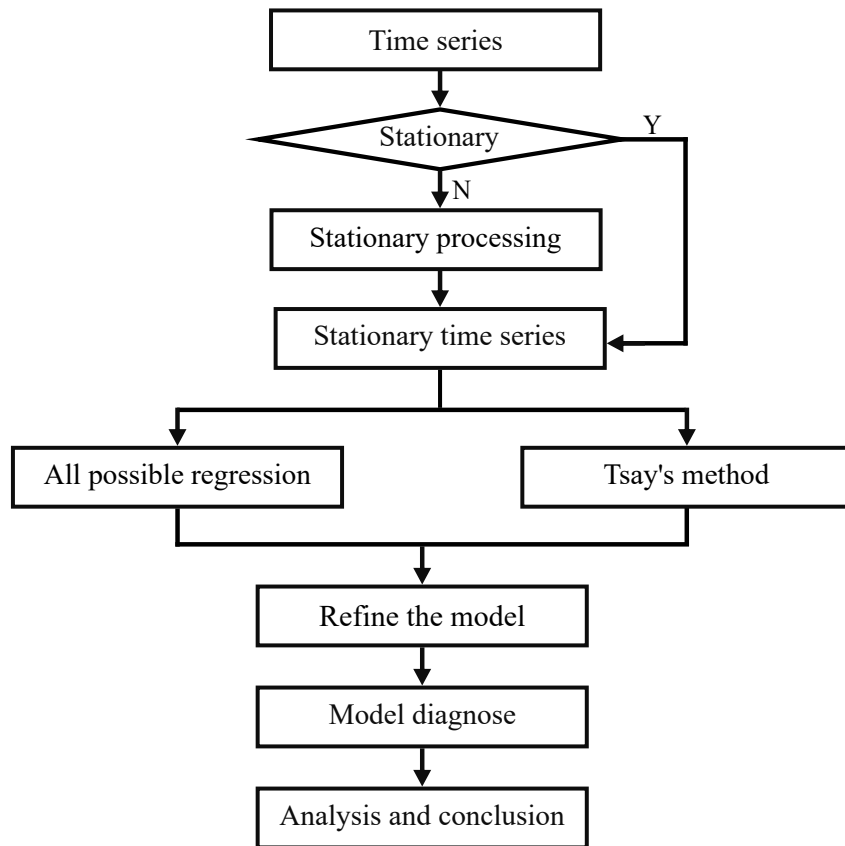 Time series
Stationary
Y
N
Stationary processing
Stationary time series
All possible regression
Tsay's method
Refine the model
Model diagnose
Analysis and conclusion